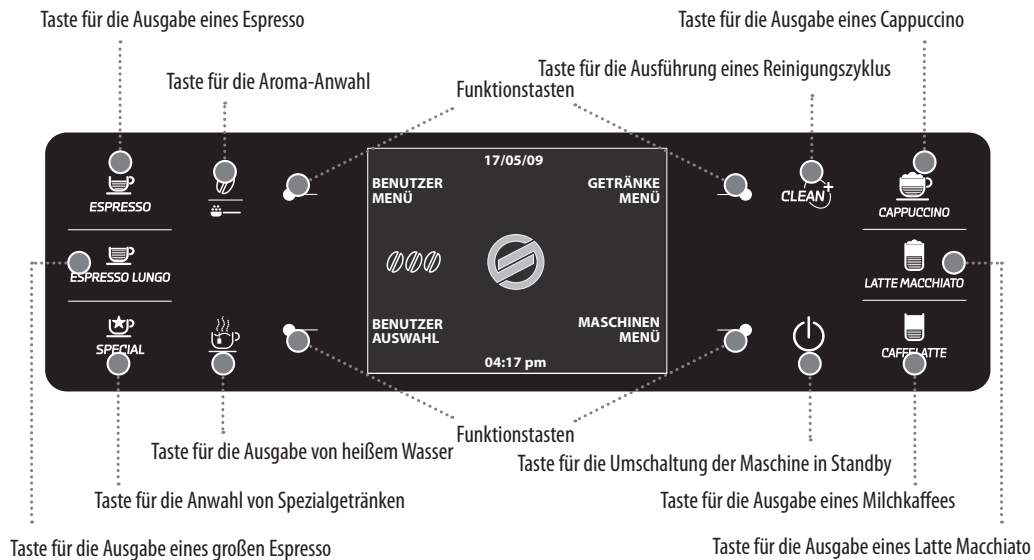 Taste für die Ausgabe eines Espresso
Taste für die Ausgabe eines Cappuccino
Taste für die Aroma-Anwahl
Taste für die Ausführung eines Reinigungszyklus
Funktionstasten
17/05/09
BENUTZER
MENÜ
GETRÄNKE
MENÜ
ESPRESSO
CLEAN
CAPPUCCINO
ESPRESSO LUNGO
LATTE MACCHIATO
BENUTZER
AUSWAHL
MASCHINEN
MENÜ
SPECIAL
CAFFELATTE
04:17 pm
Funktionstasten
Taste für die Ausgabe von heißem Wasser
Taste für die Umschaltung der Maschine in Standby
Taste für die Anwahl von Spezialgetränken
Taste für die Ausgabe eines Milchkaffees
Taste für die Ausgabe eines großen Espresso
Taste für die Ausgabe eines Latte Macchiato